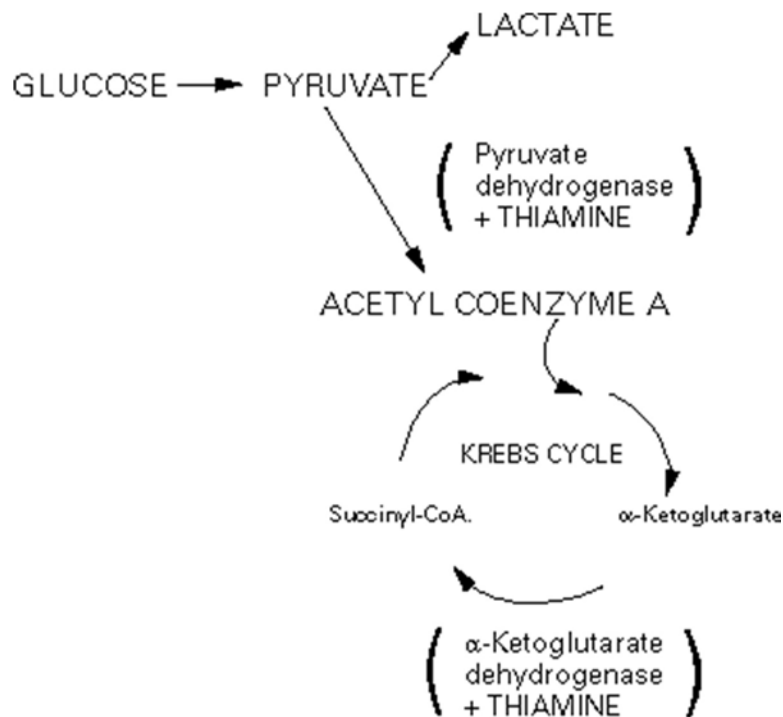 LACTATE
GLUCOSE PYRUVATE
Pyruvate
dehydrogenase
+ THIAMINE
ACETYL COENZYME A
KREBS CYCLE
Succinyl-CoA. α-Ketoglutarate
α-Ketoglutarate
dehydrogenase
+ THIAMINE